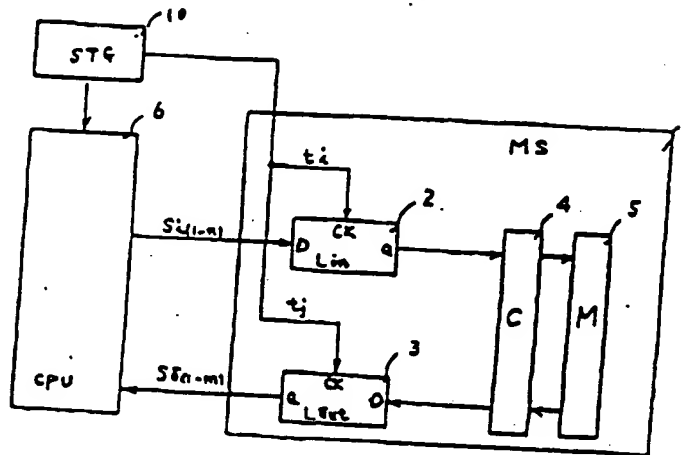 10
STG
6
MS
ti
Si(1-n)
2
4
5
CK
D
Q
Lin
C
M
tj
3
CK
CPU
So(1-m)
Q
D
Lout